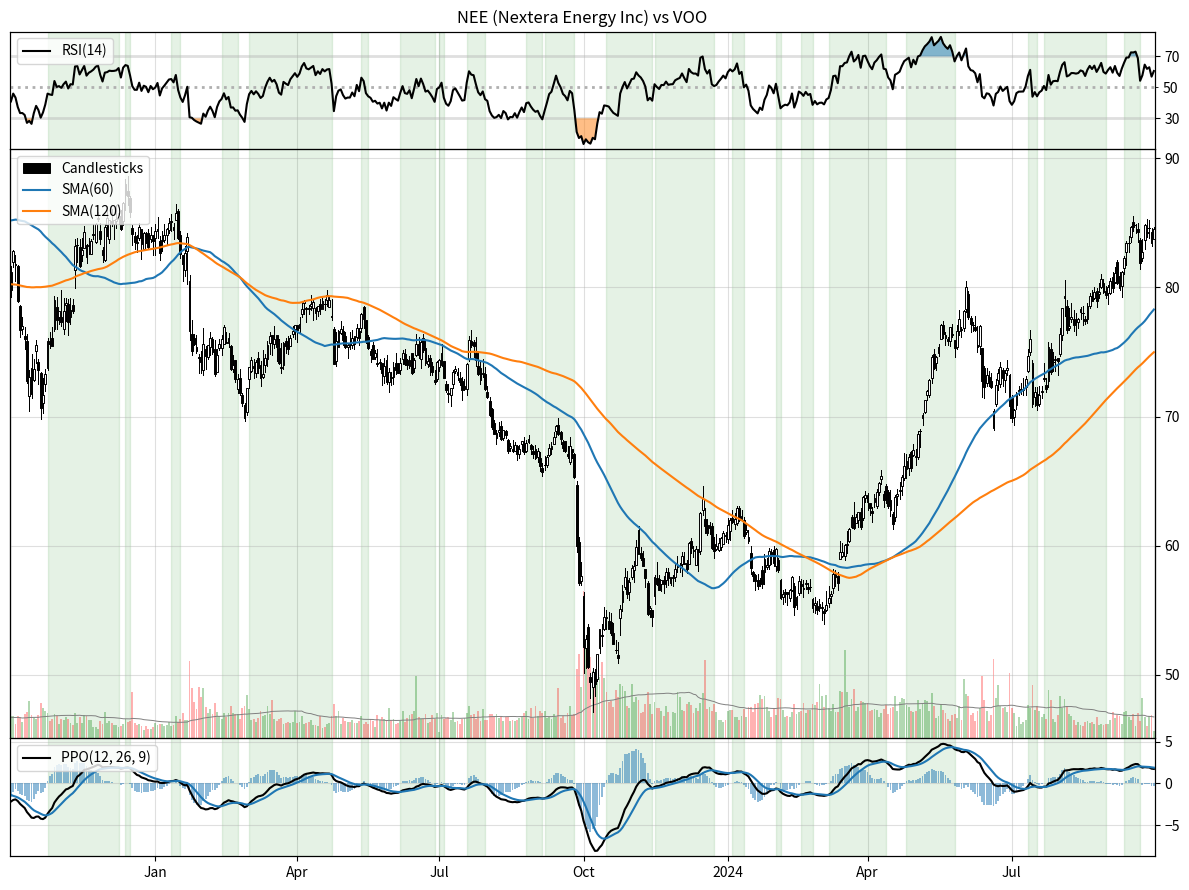 NEE (Nextera Energy Inc) vs VOO
RSI(14)
70
50
30
Candlesticks
SMA(60)
SMA(120)
90
80
70
60
50
PPO(12, 26, 9)
5
0
−5
Jan Apr Jul Oct 2024 Apr Jul